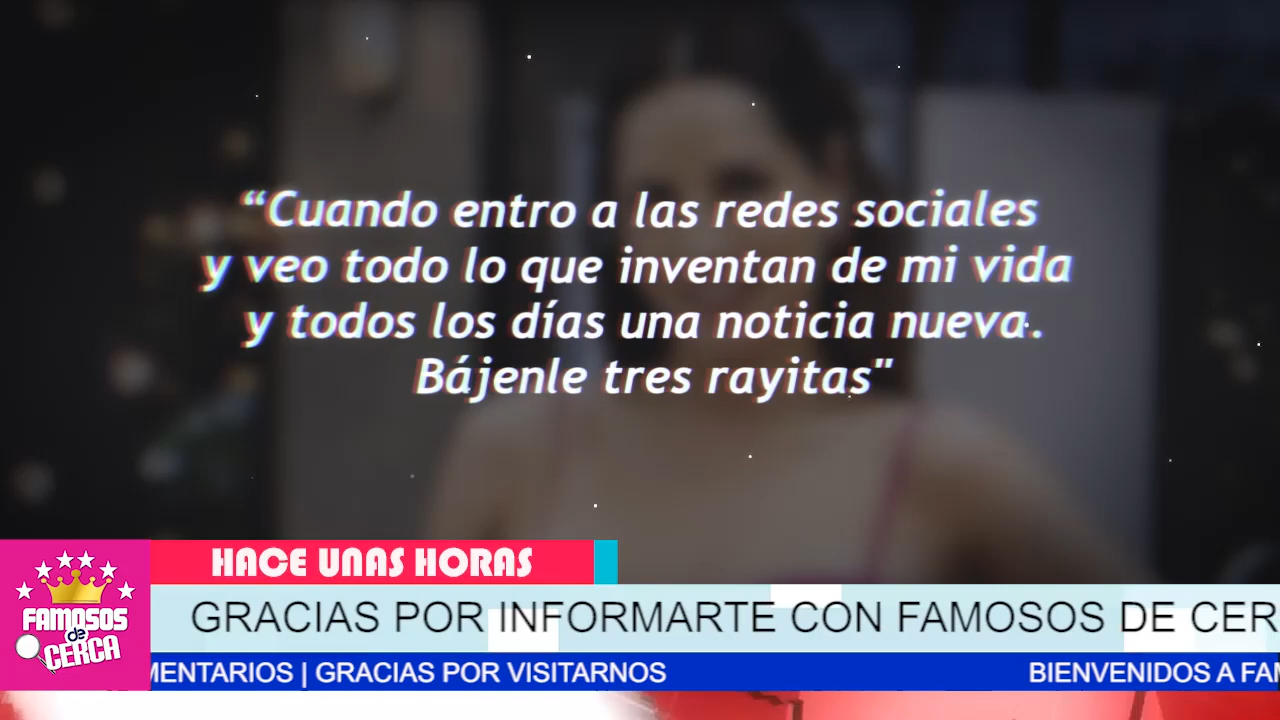 “Cuando entro a las redes sociales
y veo todo lo que inventan de mi vida
y todos los días una noticia nueva.
Bájenle tres rayitas"
HACE UNAS HORAS
FAMOSOS
de
CERCA
GRACIAS POR INFORMARTE CON FAMOSOS DE CER
MENTARIOS | GRACIAS POR VISITARNOS BIENVENIDOS A FAM